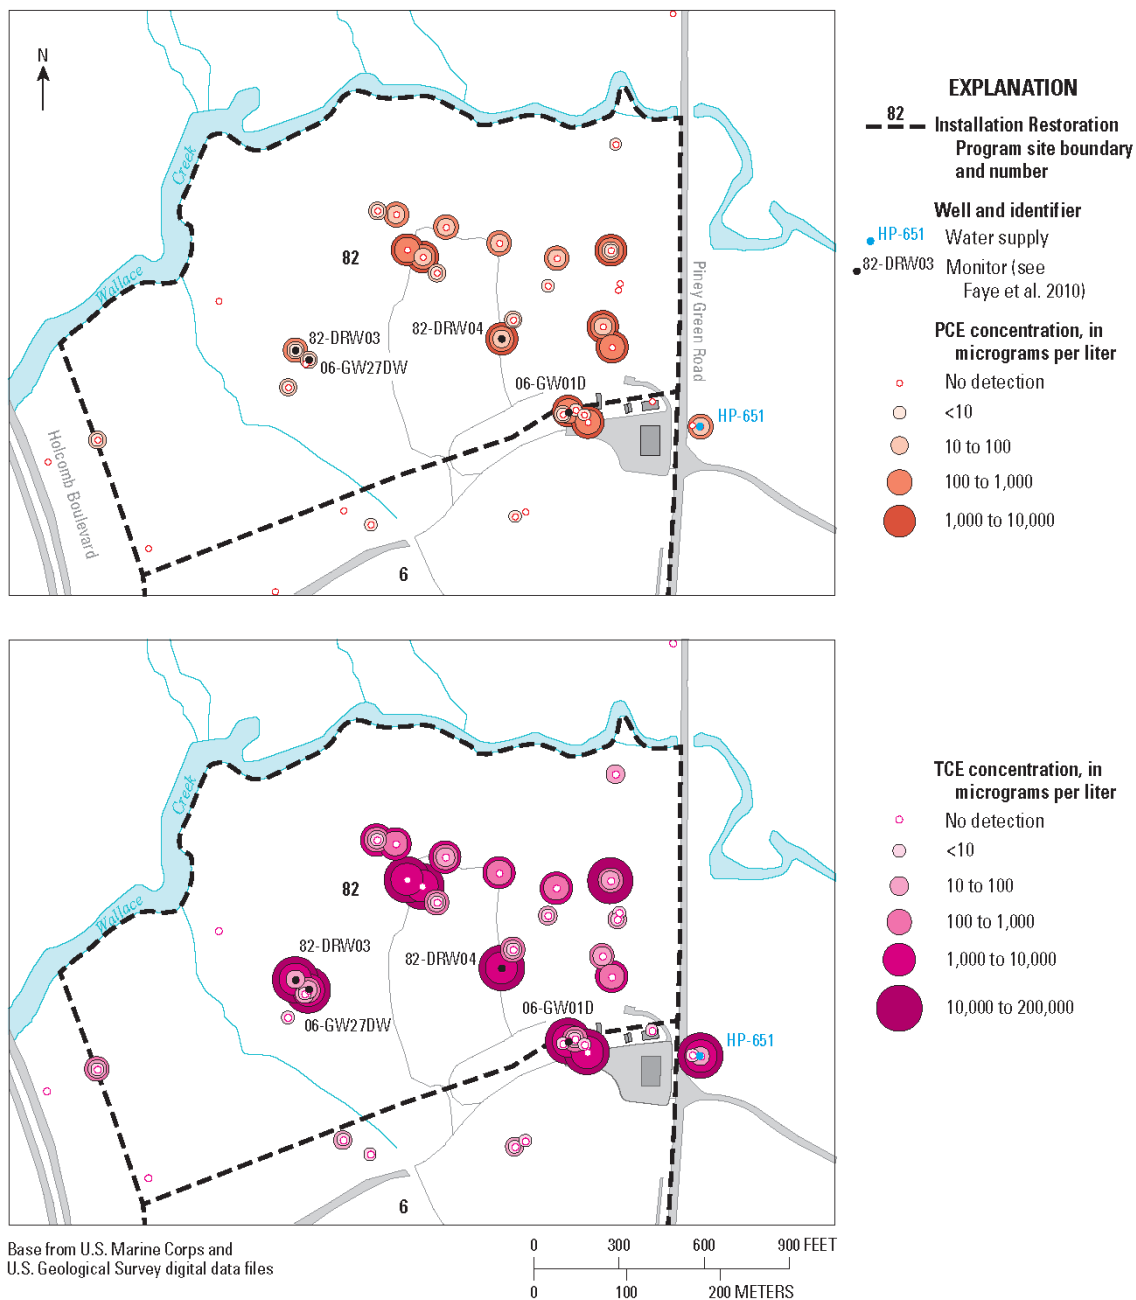 N
Creek
Wallace
82
82-DRW03
06-GW27DW
82-DRW04
06-GW01D
HP-651
Piney Green Road
Holcomb Boulevard
6
EXPLANATION
82
Installation Restoration
Program site boundary
and number
Well and identifier
HP-651
Water supply
82-DRW03
Monitor (see
Faye et al. 2010)
PCE concentration, in
micrograms per liter
No detection
<10
10 to 100
100 to 1,000
1,000 to 10,000
Creek
Wallace
82
82-DRW03
82-DRW04
06-GW27DW
06-GW01D
HP-651
6
TCE concentration, in
micrograms per liter
No detection
<10
10 to 100
100 to 1,000
1,000 to 10,000
10,000 to 200,000
Base from U.S. Marine Corps and
U.S. Geological Survey digital data files
0 300 600 900 FEET
0 100 200 METERS